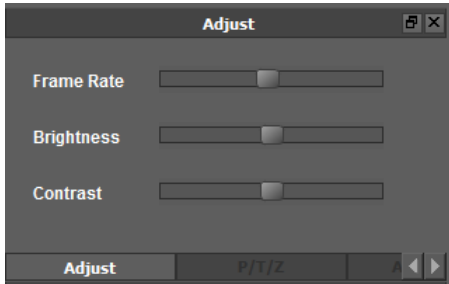 Adjust
Frame Rate
Brightness
Contrast
Adjust P/T/Z A